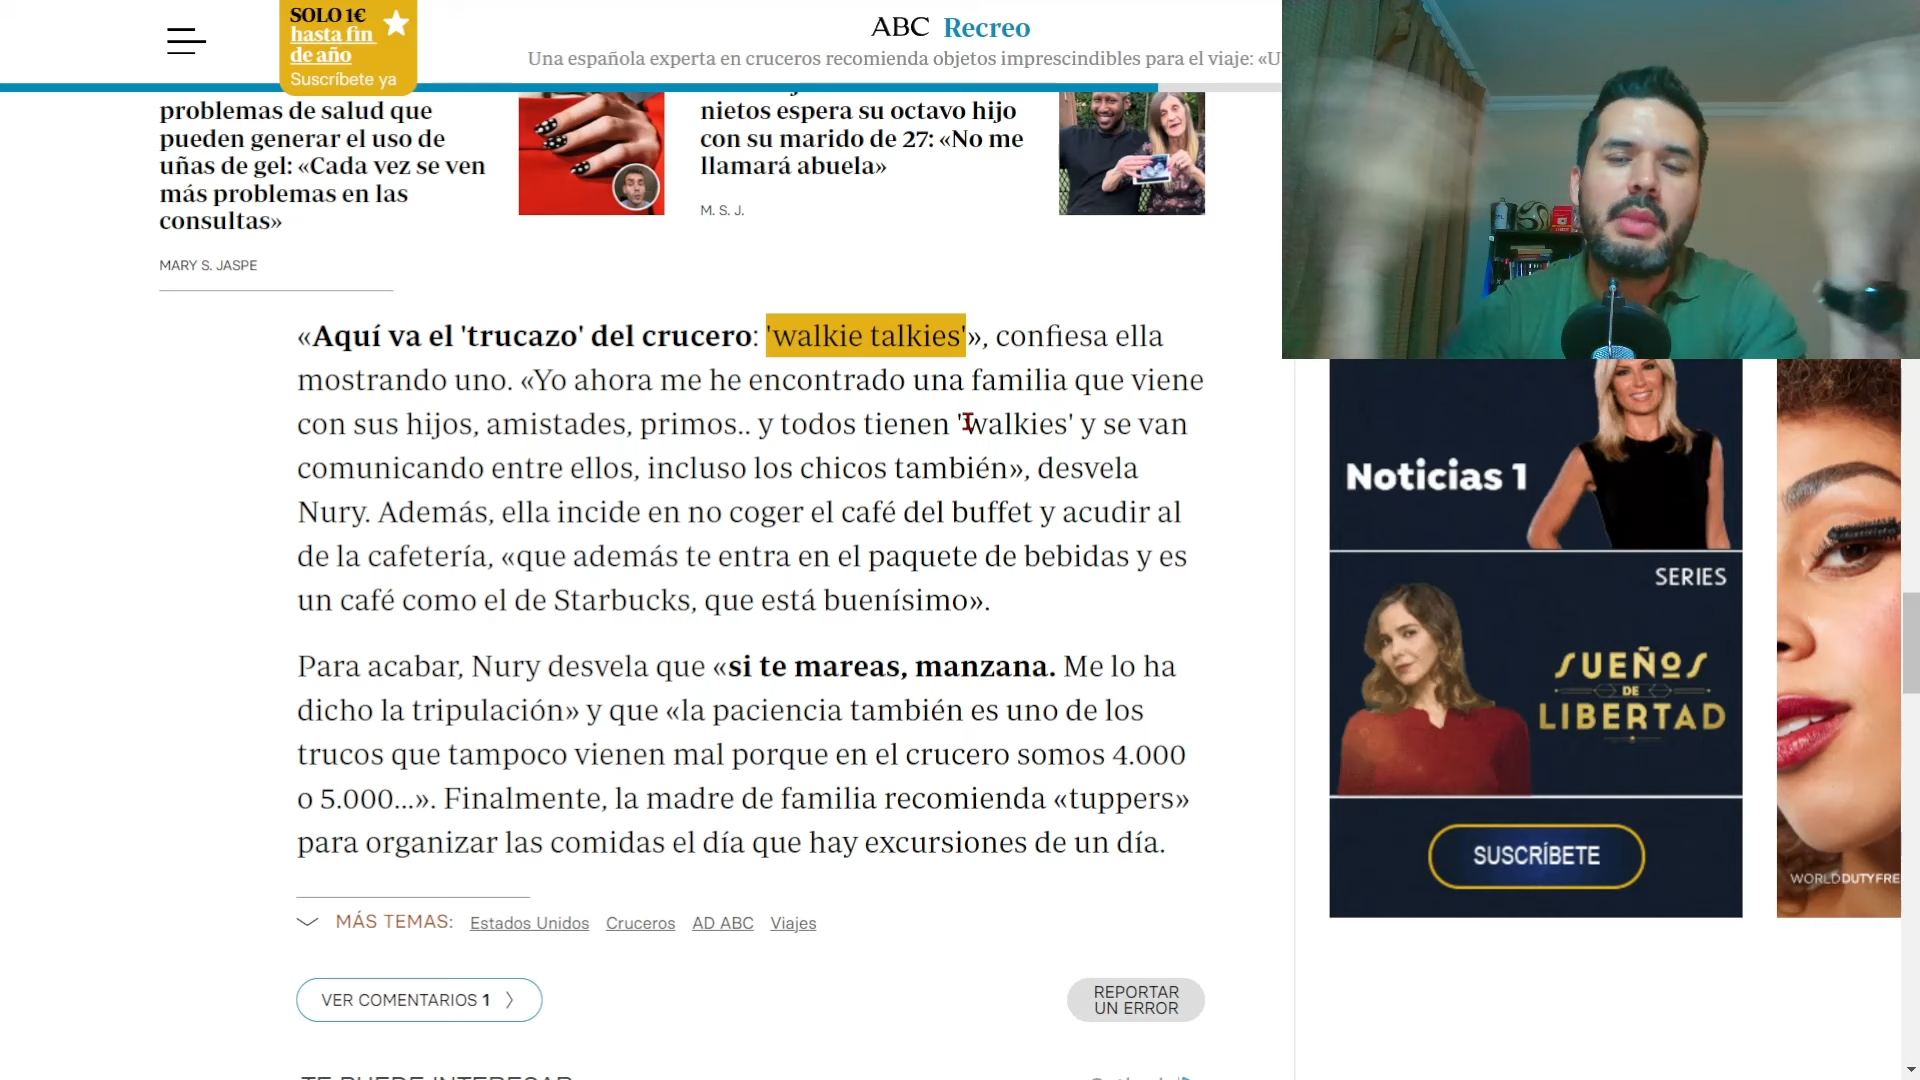 SOLO 1€
hasta fin
de año
Suscríbete ya
ABC Recreo
Una española experta en cruceros recomienda objetos imprescindibles para el viaje: «U
problemas de salud que
pueden generar el uso de
uñas de gel: «Cada vez se ven
más problemas en las
consultas»
MARY S. JASPE
nietos espera su octavo hijo
con su marido de 27: «No me
llamará abuela»
M. S. J.
«Aquí va el 'trucazo' del crucero: 'walkie talkies'», confiesa ella
mostrando uno. «Yo ahora me he encontrado una familia que viene
con sus hijos, amistades, primos.. y todos tienen 'walkies' y se van
comunicando entre ellos, incluso los chicos también», desvela
Nury. Además, ella incide en no coger el café del buffet y acudir al
de la cafetería, «que además te entra en el paquete de bebidas y es
un café como el de Starbucks, que está buenísimo».
Para acabar, Nury desvela que «si te mareas, manzana. Me lo ha
dicho la tripulación» y que «la paciencia también es uno de los
trucos que tampoco vienen mal porque en el crucero somos 4.000
o 5.000...». Finalmente, la madre de familia recomienda «tuppers»
para organizar las comidas el día que hay excursiones de un día.
MÁS TEMAS: Estados Unidos Cruceros AD ABC Viajes
VER COMENTARIOS 1
REPORTAR
UN ERROR
TE PUEDE INTERESAR
Noticias 1
SERIES
SUEÑOS
DE
LIBERTAD
SUSCRÍBETE
WORLDDUTYFRE